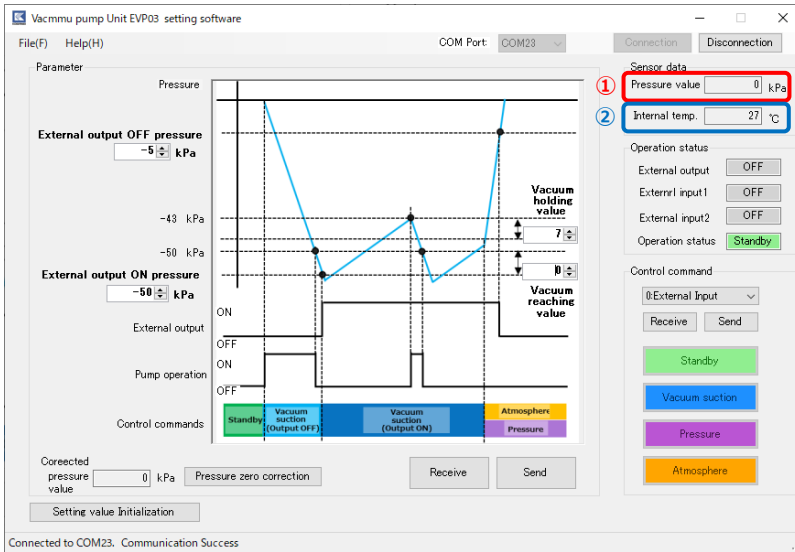 Vacmmu pump Unit EVP03 setting software
File(F) Help(H) COM Port: COM23 Connection Disconnection
Parameter
Pressure
External output OFF pressure
-5 kPa
-43 kPa
-50 kPa
External output ON pressure
-50 kPa
Vacuum
holding
value
7
0
Vacuum
reaching
value
ON
External output
OFF
ON
Pump operation
OFF
Control commands
Standby
Vacuum
suction
(Output OFF)
Vacuum
suction
(Output ON)
Atmosphere
Pressure
Coreected
pressure
value
0 kPa
Pressure zero correction
Receive
Send
Setting value Initialization
Sensor data
① Pressure value 0 kPa
② Internal temp. 27 ℃
Operation status
External output OFF
Externrl input1 OFF
External input2 OFF
Operation status Standby
Control command
0:External Input
Receive Send
Standby
Vacuum suction
Pressure
Atmosphere
Connected to COM23. Communication Success